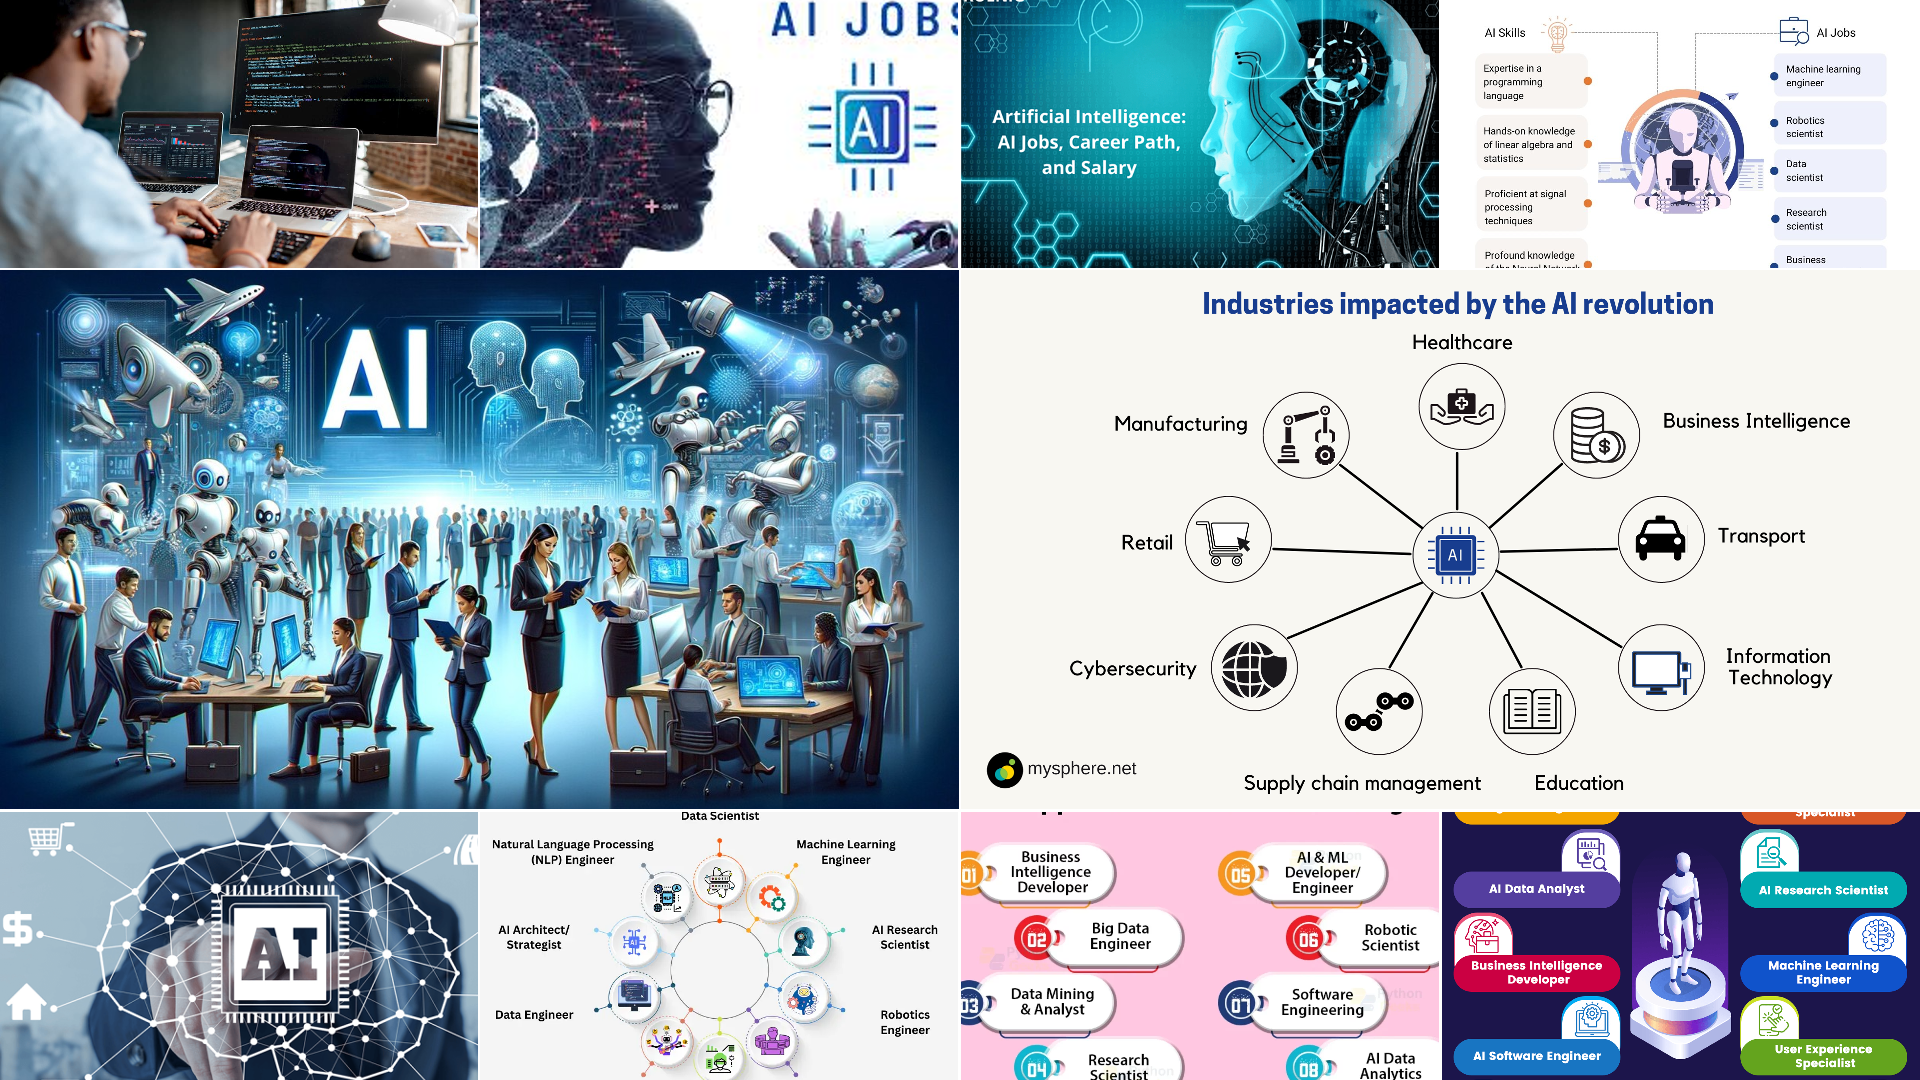 AI JOBS
AI
Artificial Intelligence:
AI Jobs, Career Path,
and Salary
AI Skills
Expertise in a
programming
language
Hands-on knowledge
of linear algebra and
statistics
Proficient at signal
processing
techniques
Profound knowledge
of the Neural Network
AI Jobs
Machine learning
engineer
Robotics
scientist
Data
scientist
Research
scientist
Business
AI
Industries impacted by the AI revolution
Healthcare
Manufacturing
Business Intelligence
Retail
AI
Transport
Cybersecurity
Information
Technology
Supply chain management
Education
mysphere.net
$
AI
Data Scientist
Natural Language Processing
(NLP) Engineer
Machine Learning
Engineer
AI Architect/
Strategist
AI Research
Scientist
Data Engineer
Robotics
Engineer
01
Business
Intelligence
Developer
05
AI & ML
Developer/
Engineer
02
Big Data
Engineer
06
Robotic
Scientist
03
Data Mining
& Analyst
07
Software
Engineering
04
Research
Scientist
08
AI Data
Analytics
Specialist
AI Data Analyst
AI Research Scientist
Business Intelligence
Developer
Machine Learning
Engineer
AI Software Engineer
User Experience
Specialist